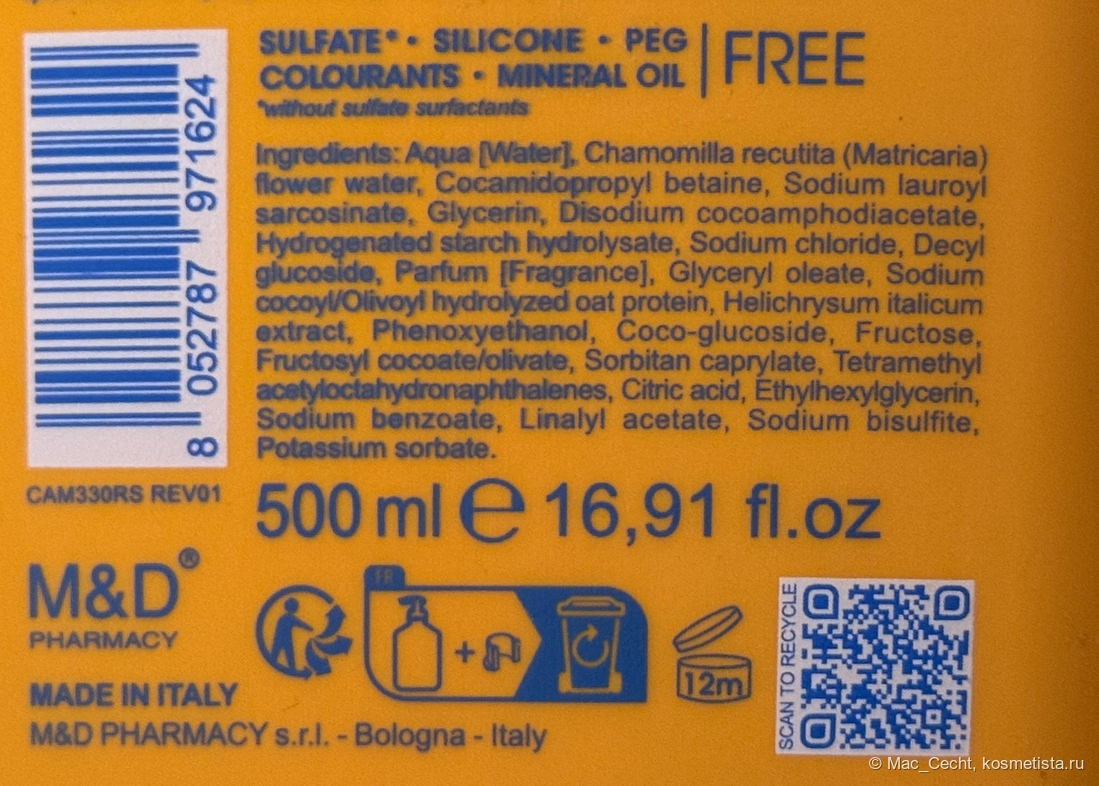 SULFATE* • SILICONE • PEG
COLOURANTS • MINERAL OIL
FREE
*without sulfate surfactants
Ingredients: Aqua [Water], Chamomilla recutita (Matricaria)
flower water, Cocamidopropyl betaine, Sodium lauroyl
sarcosinate, Glycerin, Disodium cocoamphodiacetate,
Hydrogenated starch hydrolysate, Sodium chloride, Decyl
glucoside, Parfum [Fragrance], Glyceryl oleate, Sodium
cocoyl/Olivoyl hydrolyzed oat protein, Helichrysum italicum
extract, Phenoxyethanol, Coco-glucoside, Fructose,
Fructosyl cocoate/olivate, Sorbitan caprylate, Tetramethyl
acetyloctahydronaphthalenes, Citric acid, Ethylhexylglycerin,
Sodium benzoate, Linalyl acetate, Sodium bisulfite,
Potassium sorbate.
8 052787 971624
CAM330RS REV01
500 ml e 16,91 fl.oz
M&D®
PHARMACY
FR
+
12m
SCAN TO RECYCLE
MADE IN ITALY
M&D PHARMACY s.r.l. - Bologna - Italy
© Mac_Cecht, kosmetista.ru